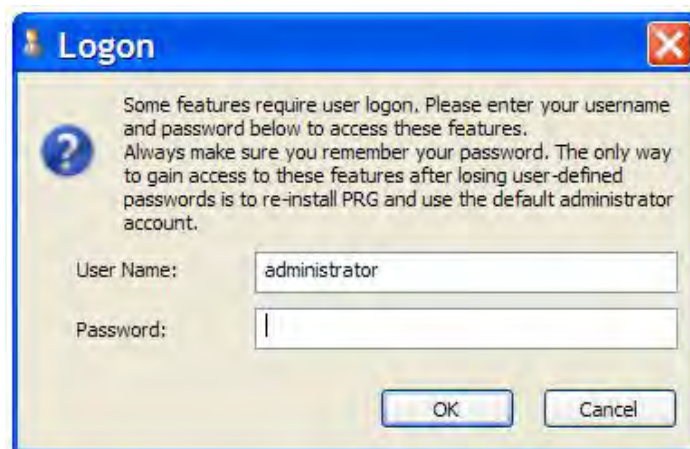 Logon
Some features require user logon. Please enter your username
and password below to access these features.
Always make sure you remember your password. The only way
to gain access to these features after losing user-defined
passwords is to re-install PRG and use the default administrator
account.
User Name:
administrator
Password:
OK
Cancel